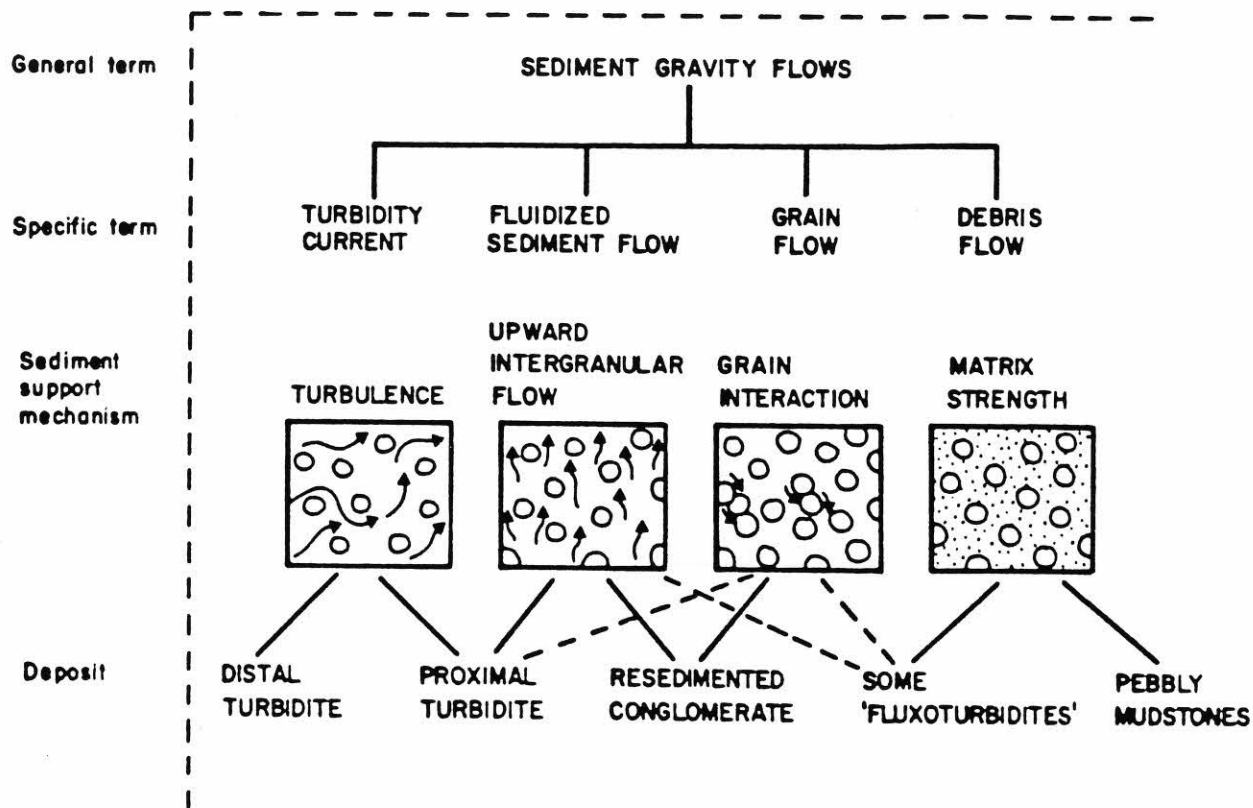 General term
SEDIMENT GRAVITY FLOWS
Specific term
TURBIDITY
CURRENT
FLUIDIZED
SEDIMENT FLOW
GRAIN
FLOW
DEBRIS
FLOW
Sediment
support
mechanism
TURBULENCE
UPWARD
INTERGRANULAR
FLOW
GRAIN
INTERACTION
MATRIX
STRENGTH
Deposit
DISTAL
TURBIDITE
PROXIMAL
TURBIDITE
RESEDIMENTED
CONGLOMERATE
SOME
'FLUXOTURBIDITES'
PEBBLY
MUDSTONES